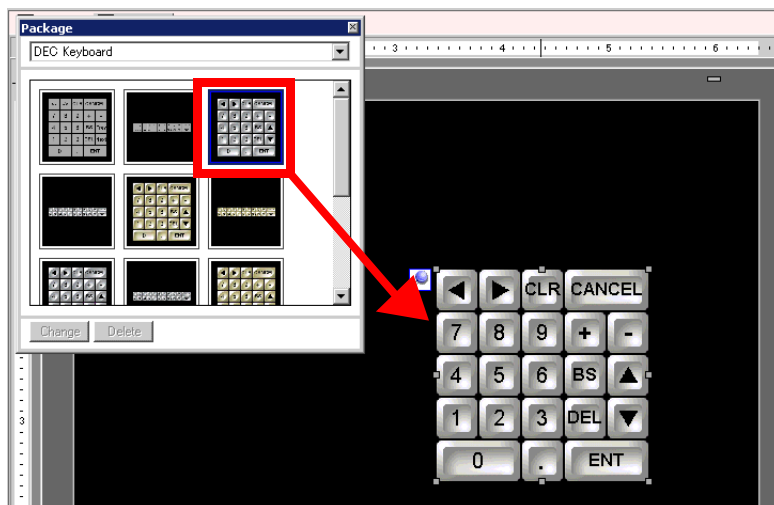 Package
DEC Keyboard
3 4 5 6
CLR CANCEL
7 8 9 + -
4 5 6 BS
1 2 3 DEL
0 . ENT
Change Delete
3